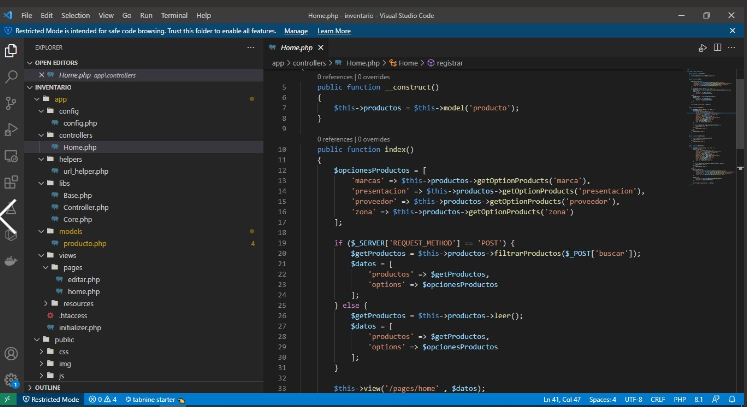 File Edit Selection View Go Run Terminal Help Home.php - inventario - Visual Studio Code
Restricted Mode is intended for safe code browsing. Trust this folder to enable all features. Manage Learn More
EXPLORER ···
OPEN EDITORS
Home.php app\controllers
INVENTARIO
app
config
config.php
controllers
Home.php
helpers
url_helper.php
libs
Base.php
Controller.php
Core.php
models
producto.php 4
views
pages
editar.php
home.php
resources
.htaccess
initializer.php
public
css
img
js
OUTLINE
Home.php
app > controllers > Home.php > Home > registrar
0 references | 0 overrides
5 public function __construct()
6 {
7 $this->productos = $this->model('producto');
8 }
9
0 references | 0 overrides
10 public function index()
11 {
12 $opcionesProductos = [
13 'marcas' => $this->productos->getOptionProducts('marca'),
14 'presentacion' => $this->productos->getOptionProducts('presentacion'),
15 'proveedor' => $this->productos->getOptionProducts('proveedor'),
16 'zona' => $this->productos->getOptionProducts('zona')
17 ];
18
19 if ($_SERVER['REQUEST_METHOD'] == 'POST') {
20 $getProductos = $this->productos->filtrarProductos($_POST['buscar']);
21 $datos = [
22 'productos' => $getProductos,
23 'options' => $opcionesProductos
24 ];
25 } else {
26 $getProductos = $this->productos->leer();
27 $datos = [
28 'productos' => $getProductos,
29 'options' => $opcionesProductos
30 ];
31 }
32
33 $this->view('/pages/home' , $datos);
1
Restricted Mode 0 4 tabnine starter Ln 41, Col 47 Spaces: 4 UTF-8 CRLF PHP 8.1